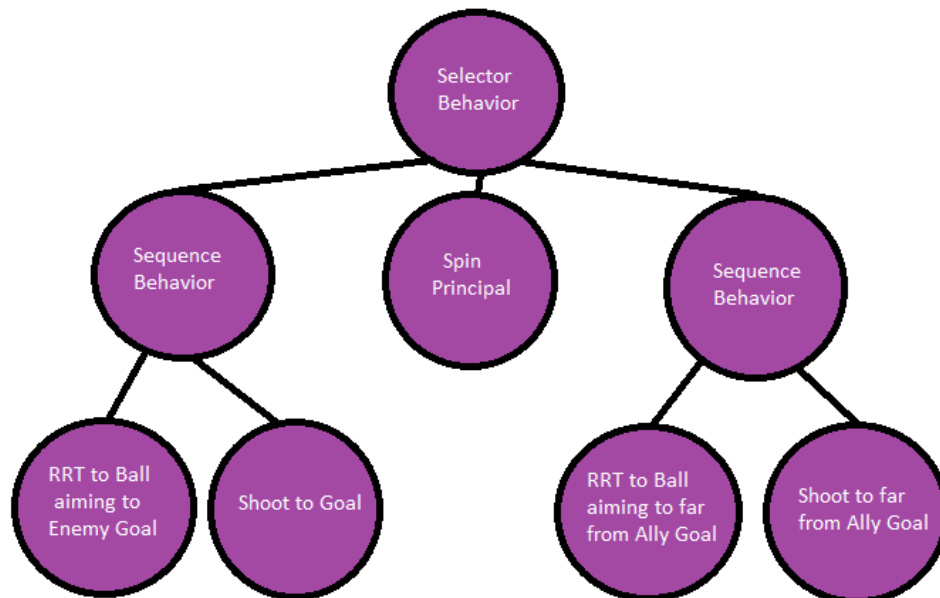 Selector
Behavior
Sequence
Behavior
Spin
Principal
Sequence
Behavior
RRT to Ball
aiming to
Enemy Goal
Shoot to Goal
RRT to Ball
aiming to far
from Ally Goal
Shoot to far
from Ally Goal